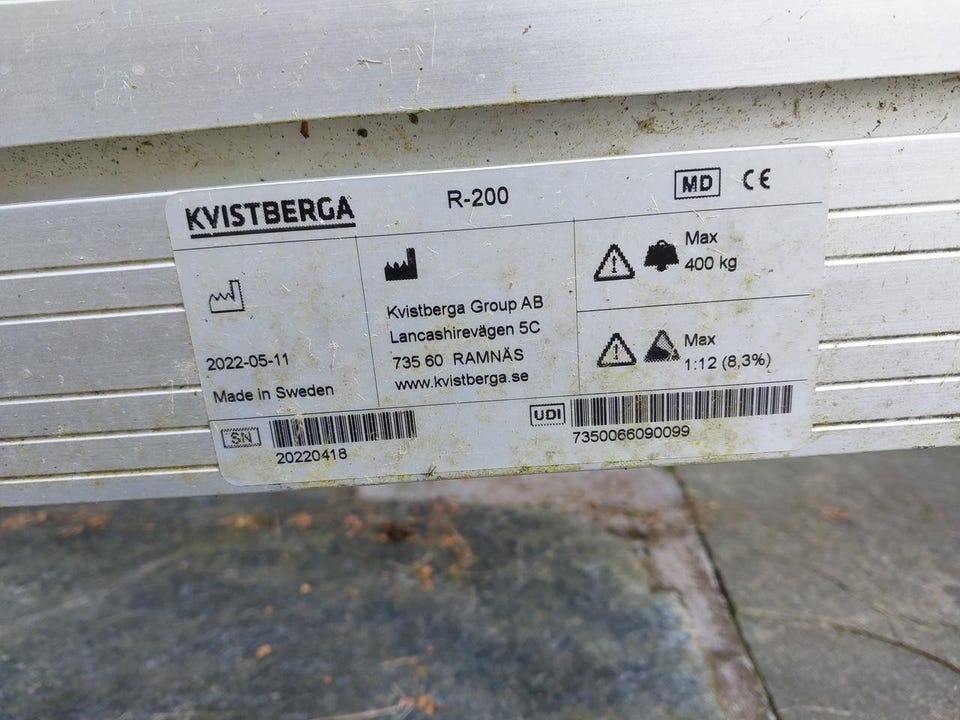 KVISTBERGA
R-200
MD CE
2022-05-11
Made in Sweden
Kvistberga Group AB
Lancashirevägen 5C
735 60 RAMNÄS
www.kvistberga.se
Max
400 kg
Max
1:12 (8,3%)
SN
20220418
UDI
7350066090099